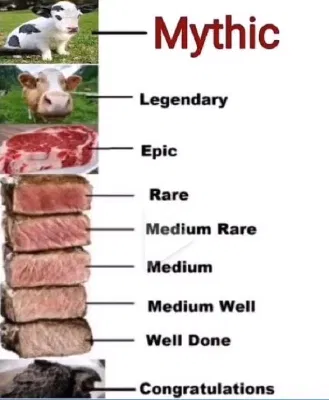 Mythic
Legendary
Epic
Rare
Medium Rare
Medium
Medium Well
Well Done
Congratulations